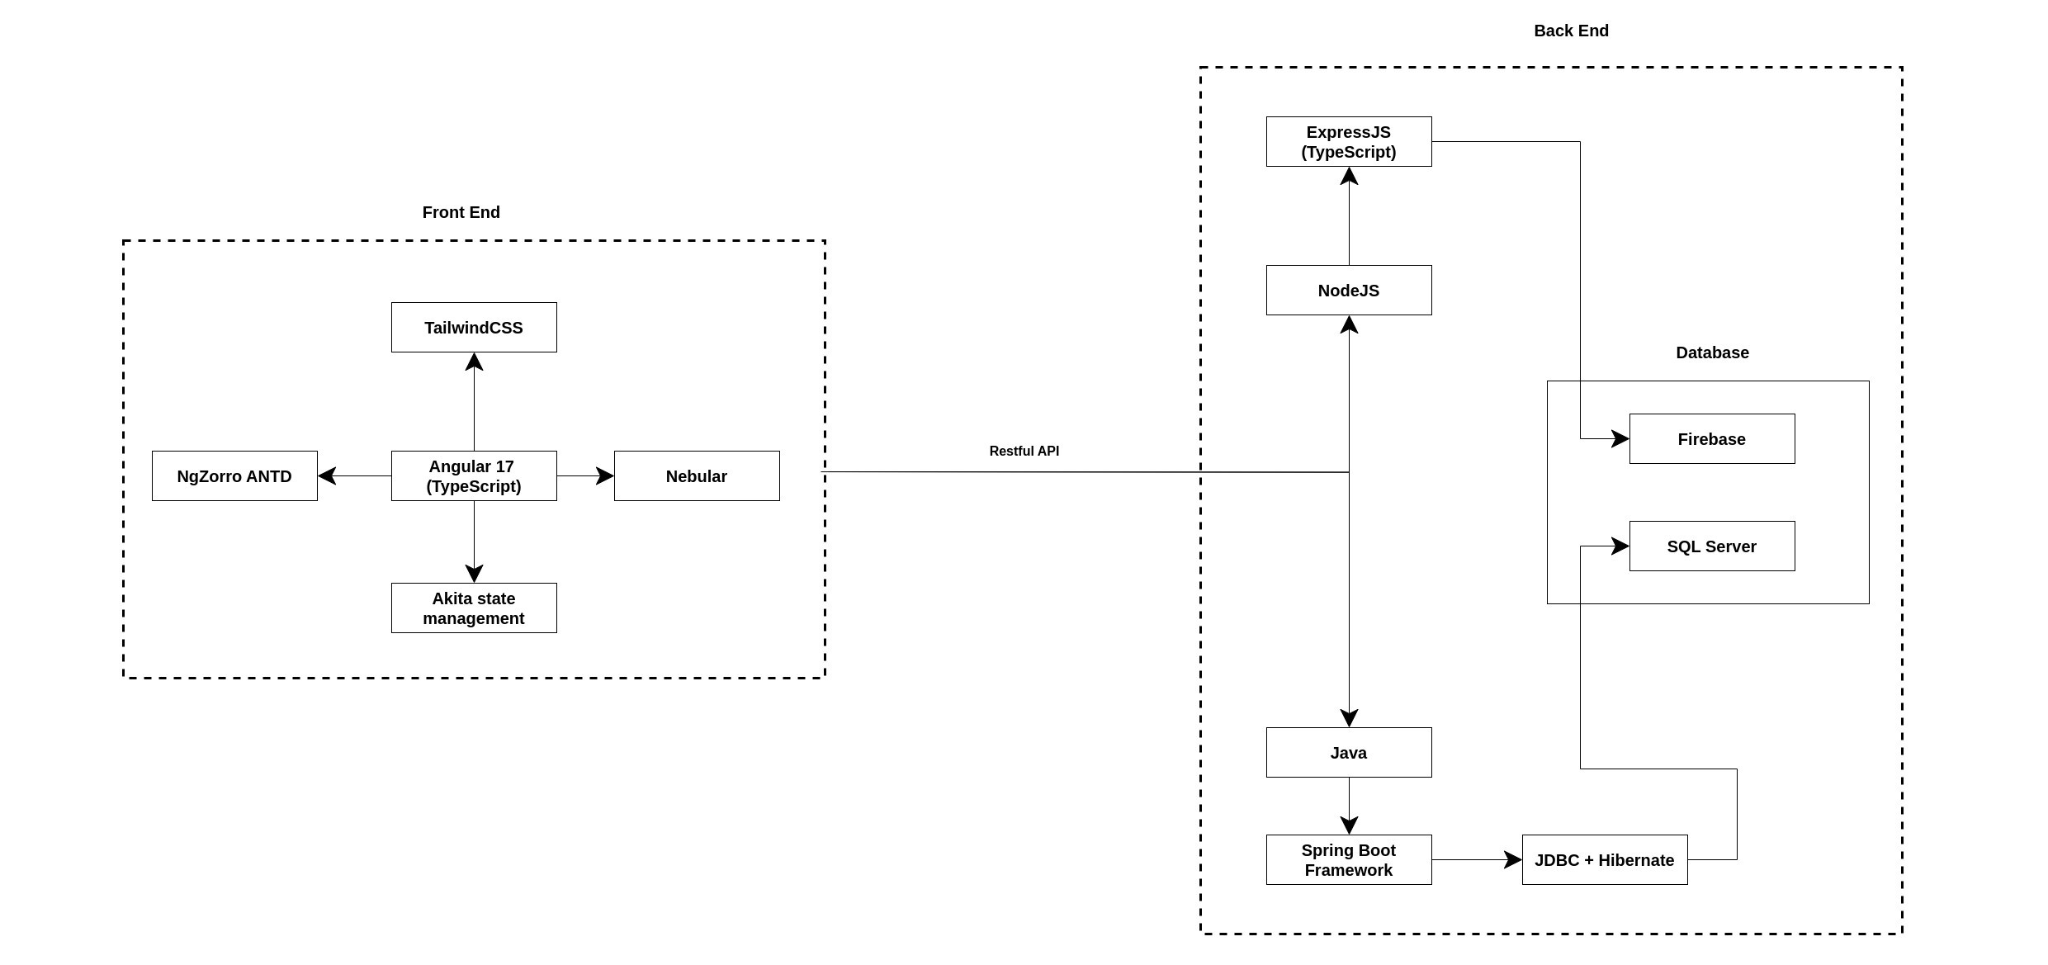 Back End
ExpressJS
(TypeScript)
Front End
NodeJS
TailwindCSS
Database
Firebase
Restful API
NgZorro ANTD
Angular 17
(TypeScript)
Nebular
SQL Server
Akita state
management
Java
Spring Boot
Framework
JDBC + Hibernate